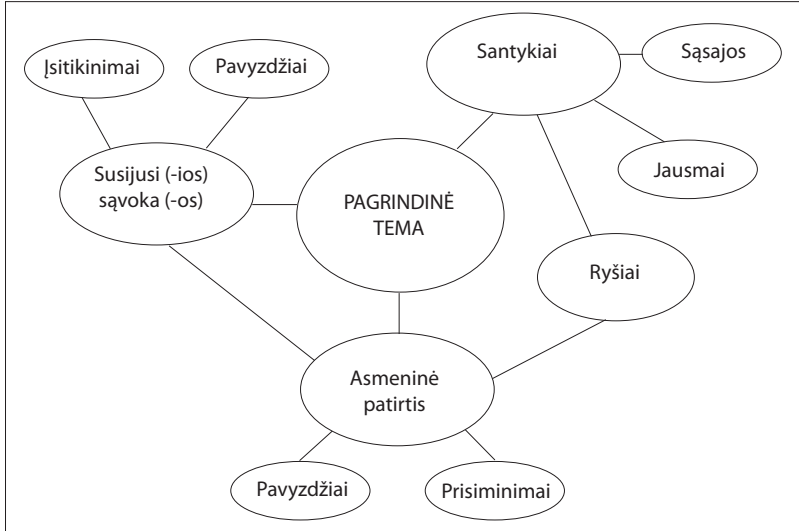 Įsitikinimai
Pavyzdžiai
Santykiai
Sąsajos
Susijusi (-ios)
sąvoka (-os)
PAGRINDINĖ
TEMA
Jausmai
Ryšiai
Asmeninė
patirtis
Pavyzdžiai
Prisiminimai